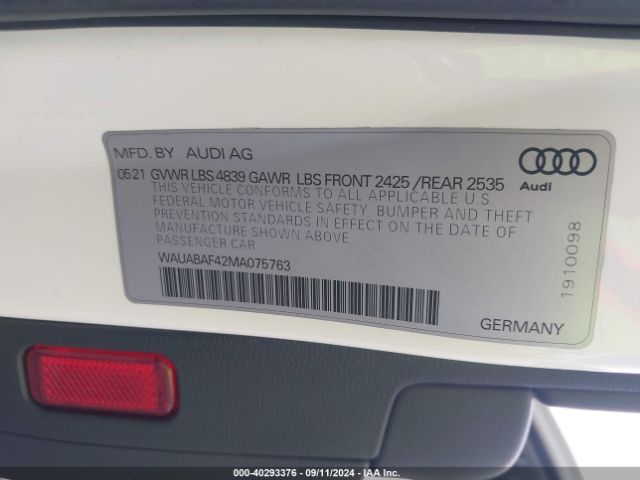 MFD. BY AUDI AG
05 21 GVWR LBS 4839 GAWR LBS FRONT 2425 /REAR 2535
THIS VEHICLE CONFORMS TO ALL APPLICABLE U.S.
FEDERAL MOTOR VEHICLE SAFETY, BUMPER AND THEFT
PREVENTION STANDARDS IN EFFECT ON THE DATE OF
MANUFACTURE SHOWN ABOVE
PASSENGER CAR
WAUABAF42MA075763
Audi
1910098
GERMANY
000-40293376 - 09/11/2024 - IAA Inc.